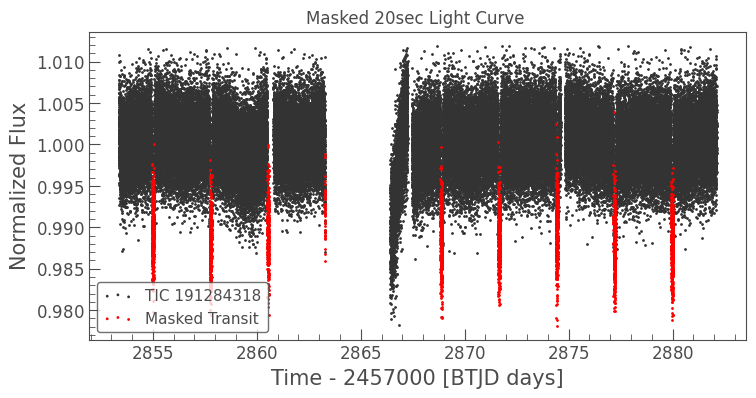 Masked 20sec Light Curve
Normalized Flux
1.010
1.005
1.000
0.995
0.990
0.985
0.980
TIC 191284318
Masked Transit
2855 2860 2865 2870 2875 2880
Time - 2457000 [BTJD days]